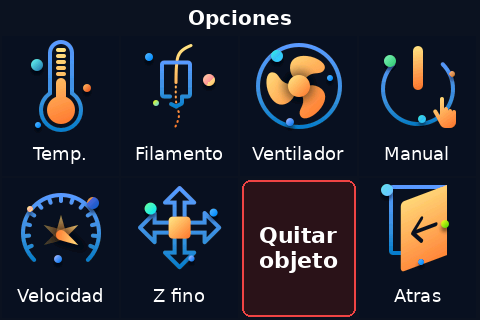 Opciones
Temp.
Filamento
Ventilador
Manual
Velocidad
Z fino
Quitar
objeto
Atras